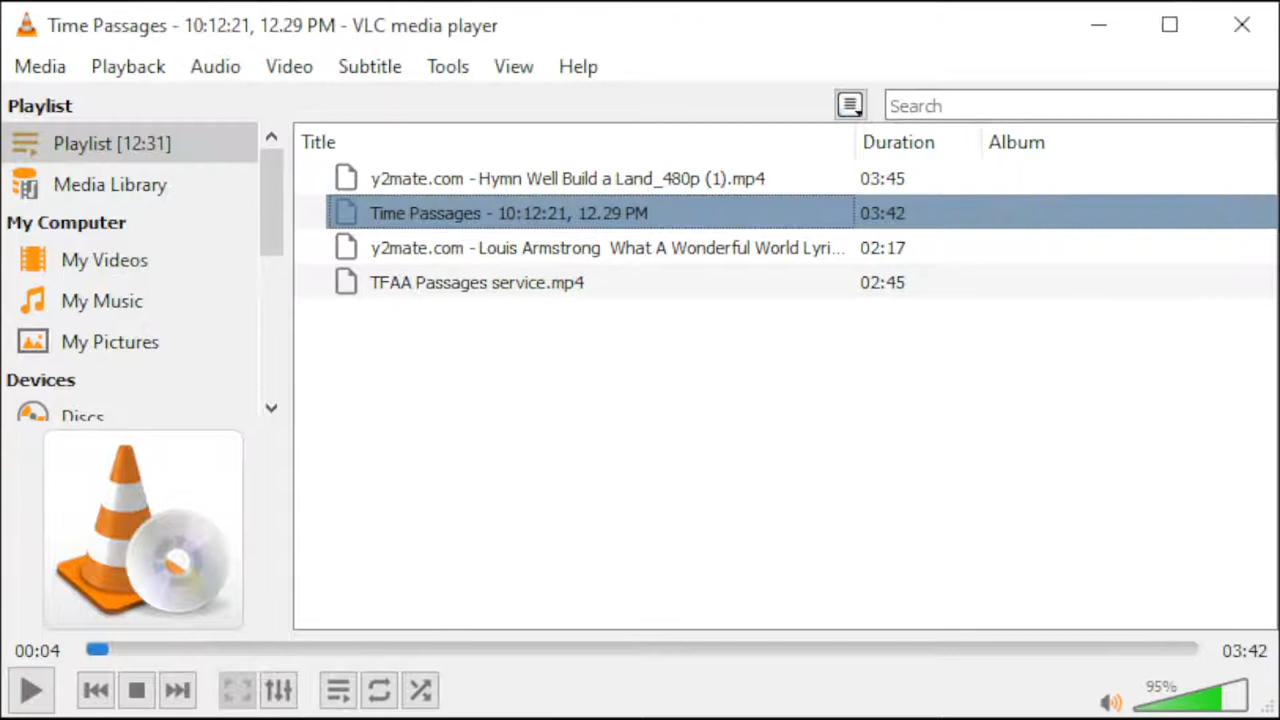 Time Passages - 10:12:21, 12.29 PM - VLC media player
Media Playback Audio Video Subtitle Tools View Help
Playlist
Search
Playlist [12:31]
Media Library
My Computer
My Videos
My Music
My Pictures
Devices
Discs
Title Duration Album
y2mate.com - Hymn Well Build a Land_480p (1).mp4 03:45
Time Passages - 10:12:21, 12.29 PM 03:42
y2mate.com - Louis Armstrong  What A Wonderful World Lyri... 02:17
TFAA Passages service.mp4 02:45
00:04 03:42
95%